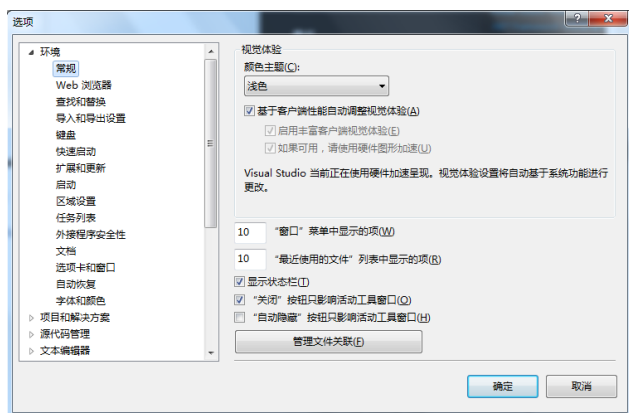 选项
环境
常规
Web 浏览器
查找和替换
导入和导出设置
键盘
快速启动
扩展和更新
启动
区域设置
任务列表
外接程序安全性
文档
选项卡和窗口
自动恢复
字体和颜色
项目和解决方案
源代码管理
文本编辑器
视觉体验
颜色主题(C):
浅色
基于客户端性能自动调整视觉体验(A)
启用丰富客户端视觉体验(E)
如果可用，请使用硬件图形加速(U)
Visual Studio 当前正在使用硬件加速呈现。视觉体验设置将自动基于系统功能进行
更改。
10 “窗口”菜单中显示的项(W)
10 “最近使用的文件”列表中显示的项(R)
显示状态栏(T)
“关闭”按钮只影响活动工具窗口(O)
“自动隐藏”按钮只影响活动工具窗口(H)
管理文件关联(F)
确定
取消